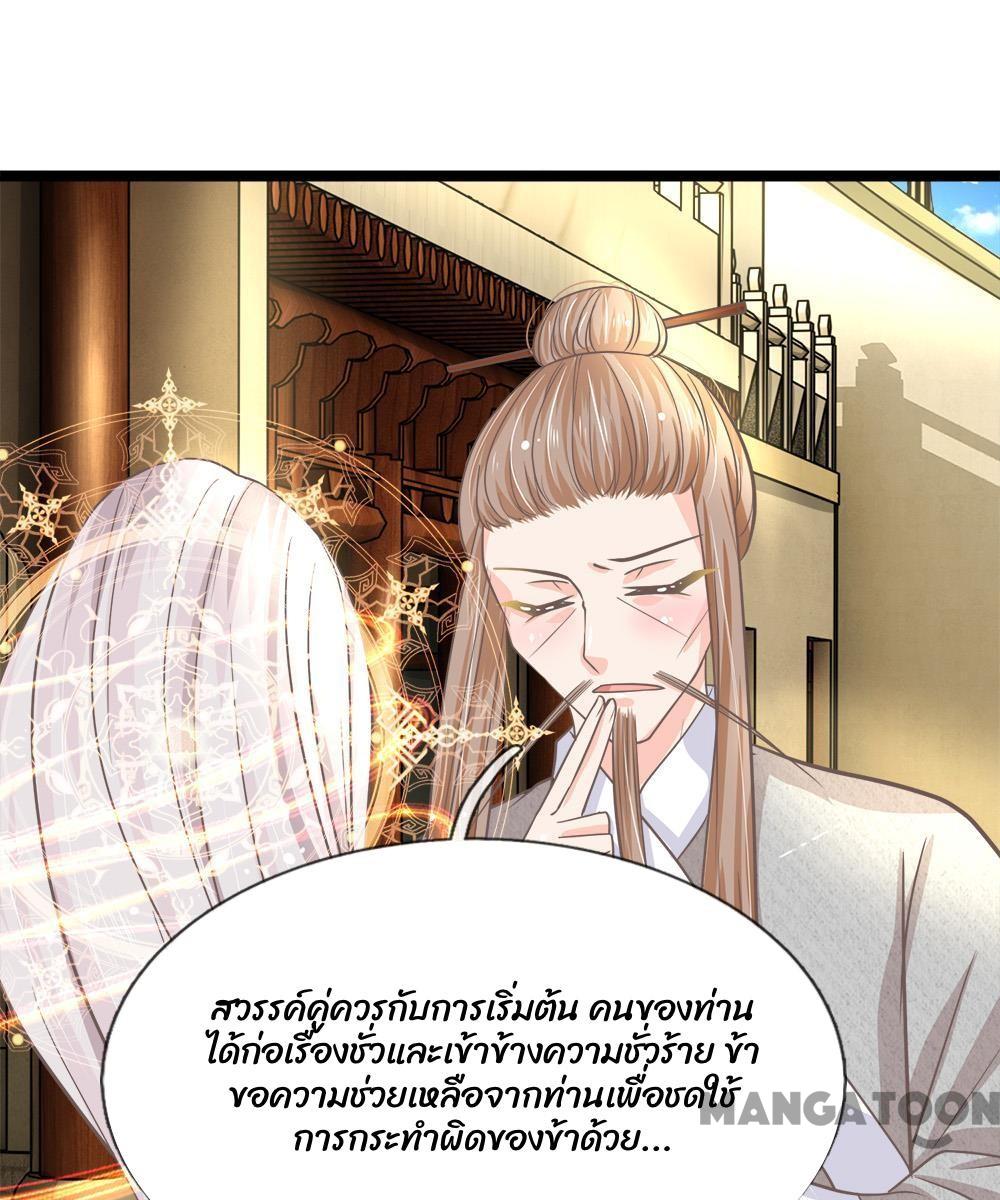 สวรรค์คู่ควรกับการเริ่มต้น คนของท่าน
ได้ก่อเรื่องชั่วและเข้าข้างความชั่วร้าย ข้า
ขอความช่วยเหลือจากท่านเพื่อชดใช้
การกระทำผิดของข้าด้วย...
MANGATOON